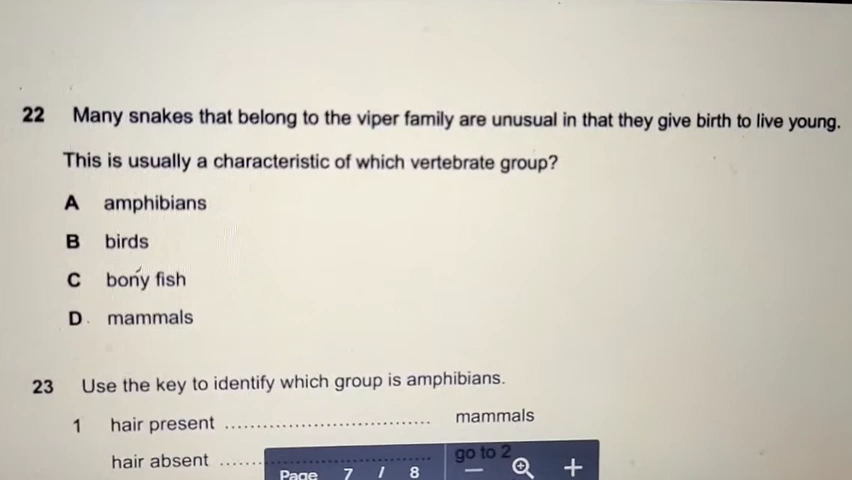 22 Many snakes that belong to the viper family are unusual in that they give birth to live young.
This is usually a characteristic of which vertebrate group?
A amphibians
B birds
C bony fish
D mammals
23 Use the key to identify which group is amphibians.
1 hair present ................................. mammals
hair absent ................................. go to 2
Page 7 / 8